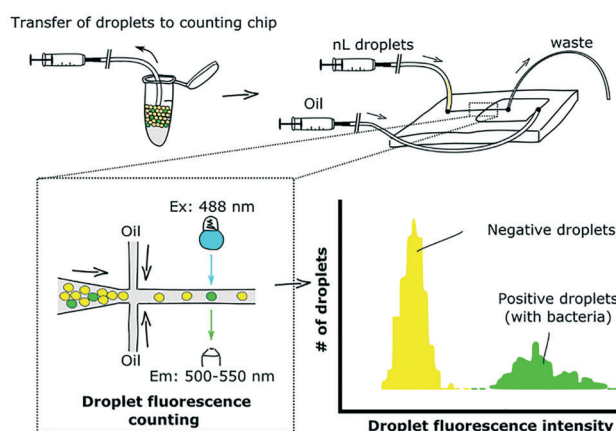 Transfer of droplets to counting chip
nL droplets
waste
Oil
Oil
Ex: 488 nm
Oil
Em: 500-550 nm
Droplet fluorescence
counting
# of droplets
Negative droplets
Positive droplets
(with bacteria)
Droplet fluorescence intensity